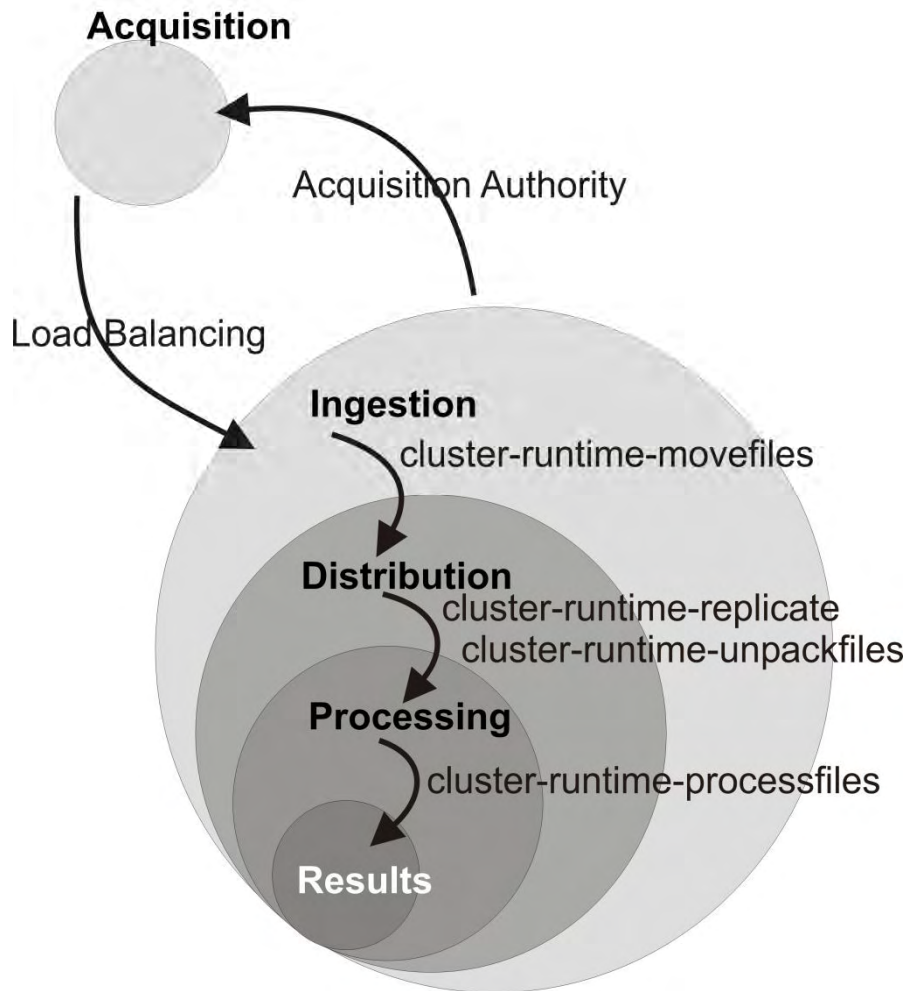 Acquisition
Acquisition Authority
Load Balancing
Ingestion
cluster-runtime-movefiles
Distribution
cluster-runtime-replicate
cluster-runtime-unpackfiles
Processing
cluster-runtime-processfiles
Results